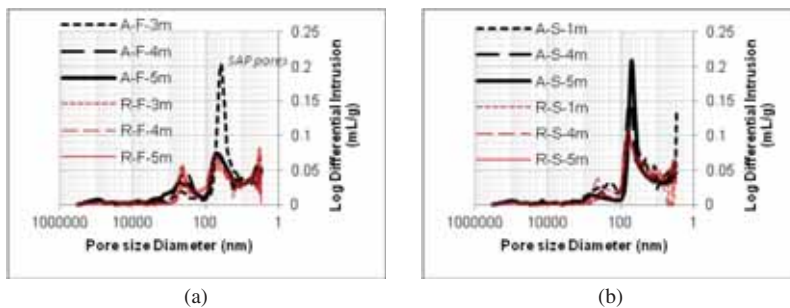 A-F-3m
A-F-4m
A-F-5m
R-F-3m
R-F-4m
R-F-5m
SAP pores
0.25
0.2
0.15
0.1
0.05
0
Log Differential Intrusion
(mL/g)
1000000 10000 100 1
Pore size Diameter (nm)
(a)
A-S-1m
A-S-4m
A-S-5m
R-S-1m
R-S-4m
R-S-5m
0.25
0.2
0.15
0.1
0.05
0
Log Differential Intrusion
(mL/g)
1000000 10000 100 1
Pore size Diameter (nm)
(b)